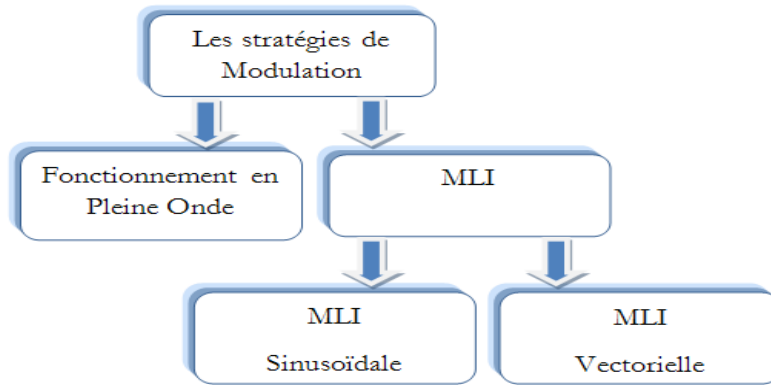 Les stratégies de
Modulation
Fonctionnement en
Pleine Onde
MLI
MLI
Sinusoïdale
MLI
Vectorielle